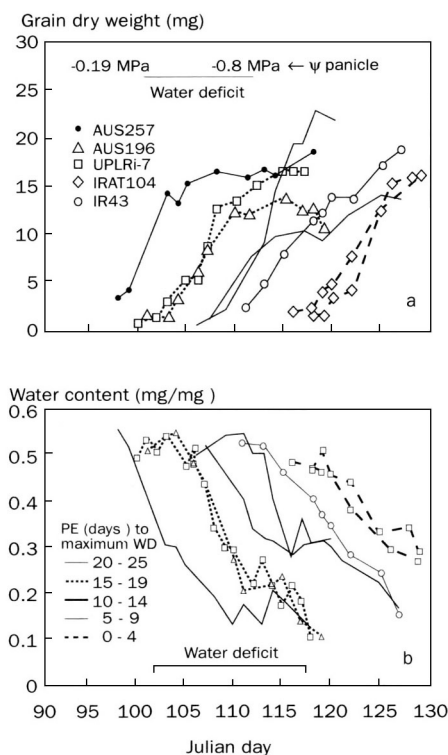 Grain dry weight (mg)
30
-0.19 MPa -0.8 MPa ← ψ panicle
25
Water deficit
20
AUS257
AUS196
15
UPLRi-7
IRAT104
10
IR43
5
a
0
Water content (mg/mg )
0.6
0.5
0.4
PE (days ) to
maximum WD
0.3
20 - 25
15 - 19
0.2
10 - 14
5 - 9
0.1
0 - 4
Water deficit
b
0
90 95 100 105 110 115 120 125 130
Julian day